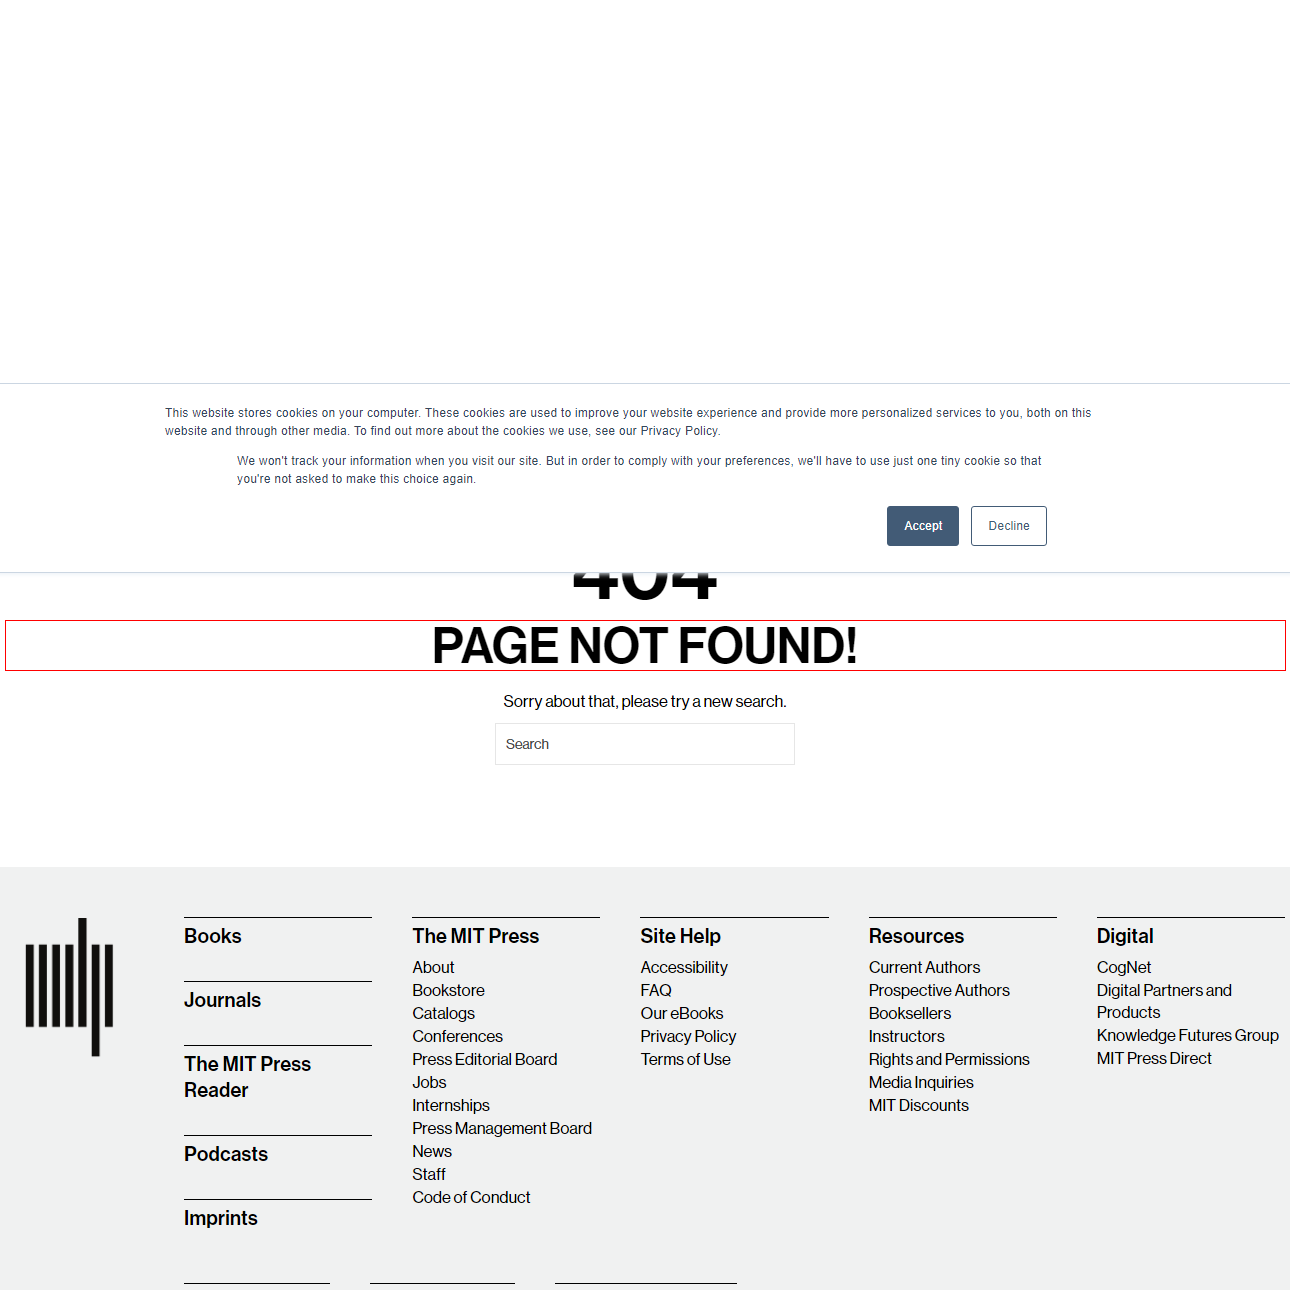 This website stores cookies on your computer. These cookies are used to improve your website experience and provide more personalized services to you, both on this
website and through other media. To find out more about the cookies we use, see our Privacy Policy.
We won't track your information when you visit our site. But in order to comply with your preferences, we'll have to use just one tiny cookie so that
you're not asked to make this choice again.
Accept
Decline
404
PAGE NOT FOUND!
Sorry about that, please try a new search.
Search
Books
Journals
The MIT Press
Reader
Podcasts
Imprints
The MIT Press
About
Bookstore
Catalogs
Conferences
Press Editorial Board
Jobs
Internships
Press Management Board
News
Staff
Code of Conduct
Site Help
Accessibility
FAQ
Our eBooks
Privacy Policy
Terms of Use
Resources
Current Authors
Prospective Authors
Booksellers
Instructors
Rights and Permissions
Media Inquiries
MIT Discounts
Digital
CogNet
Digital Partners and
Products
Knowledge Futures Group
MIT Press Direct